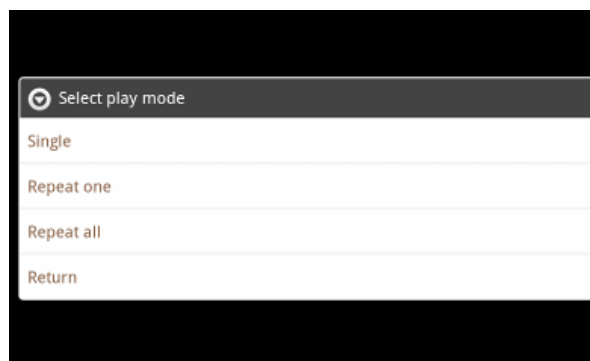 Select play mode
Single
Repeat one
Repeat all
Return